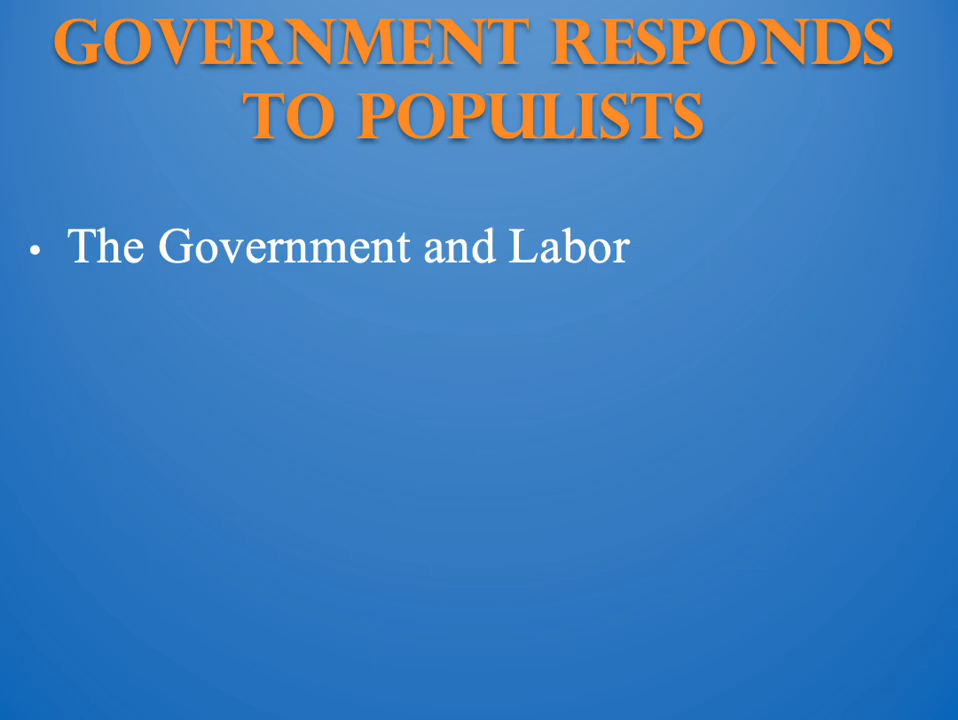 GOVERNMENT RESPONDS
TO POPULISTS
• The Government and Labor